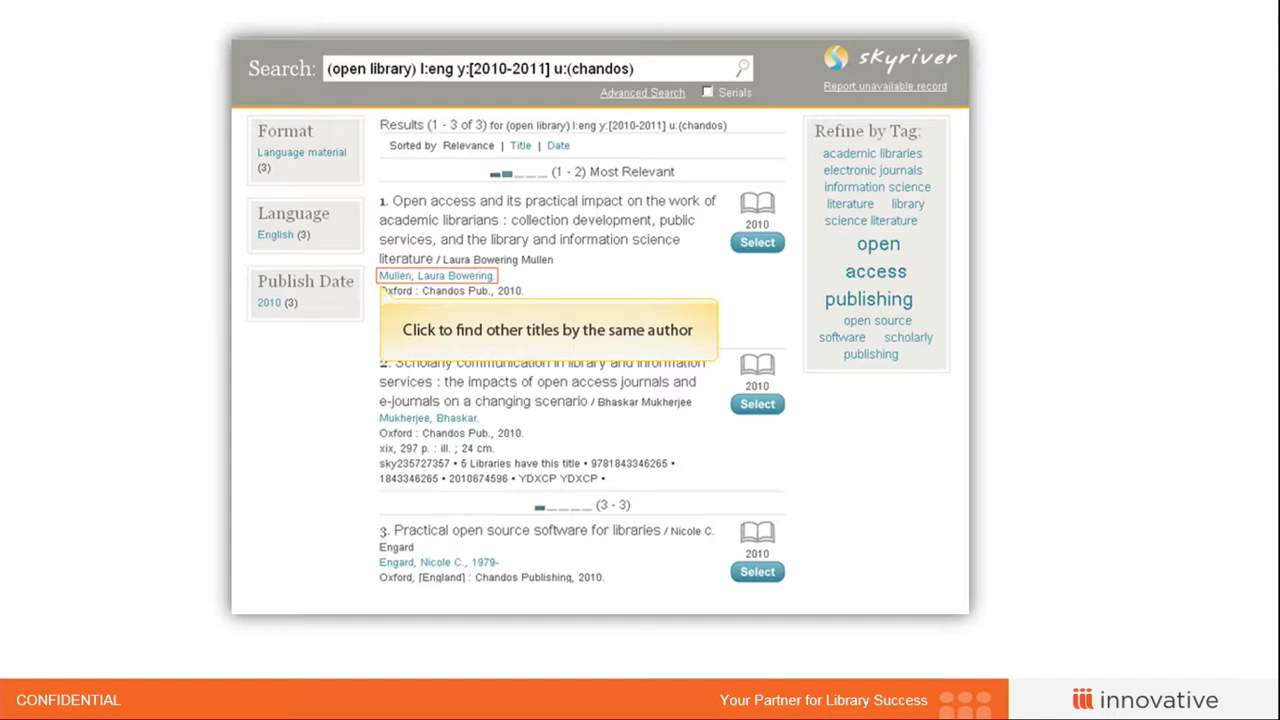 Search: (open library) l:eng y:[2010-2011] u:(chandos)
skyriver
Advanced Search
Serials
Report unavailable record
Format
Language material
(3)
Language
English (3)
Publish Date
2010 (3)
Results (1 - 3 of 3) for (open library) l:eng y:[2010-2011] u:(chandos)
Sorted by Relevance | Title | Date
(1 - 2) Most Relevant
1. Open access and its practical impact on the work of
academic librarians : collection development, public
services, and the library and information science
literature / Laura Bowering Mullen
Mullen, Laura Bowering.
Oxford : Chandos Pub., 2010.
2010
Select
Click to find other titles by the same author
2. Scholarly communication in library and information
services : the impacts of open access journals and
e-journals on a changing scenario / Bhaskar Mukherjee
Mukherjee, Bhaskar.
Oxford : Chandos Pub., 2010.
xix, 297 p. : ill. ; 24 cm.
sky235727357 • 5 Libraries have this title • 9781843346265 •
1843346265 • 2010674596 • YDXCP YDXCP •
2010
Select
(3 - 3)
3. Practical open source software for libraries / Nicole C.
Engard
Engard, Nicole C., 1979-
Oxford, [England] : Chandos Publishing, 2010.
2010
Select
Refine by Tag:
academic libraries
electronic journals
information science
literature library
science literature
open
access
publishing
open source
software scholarly
publishing
CONFIDENTIAL
Your Partner for Library Success
innovative